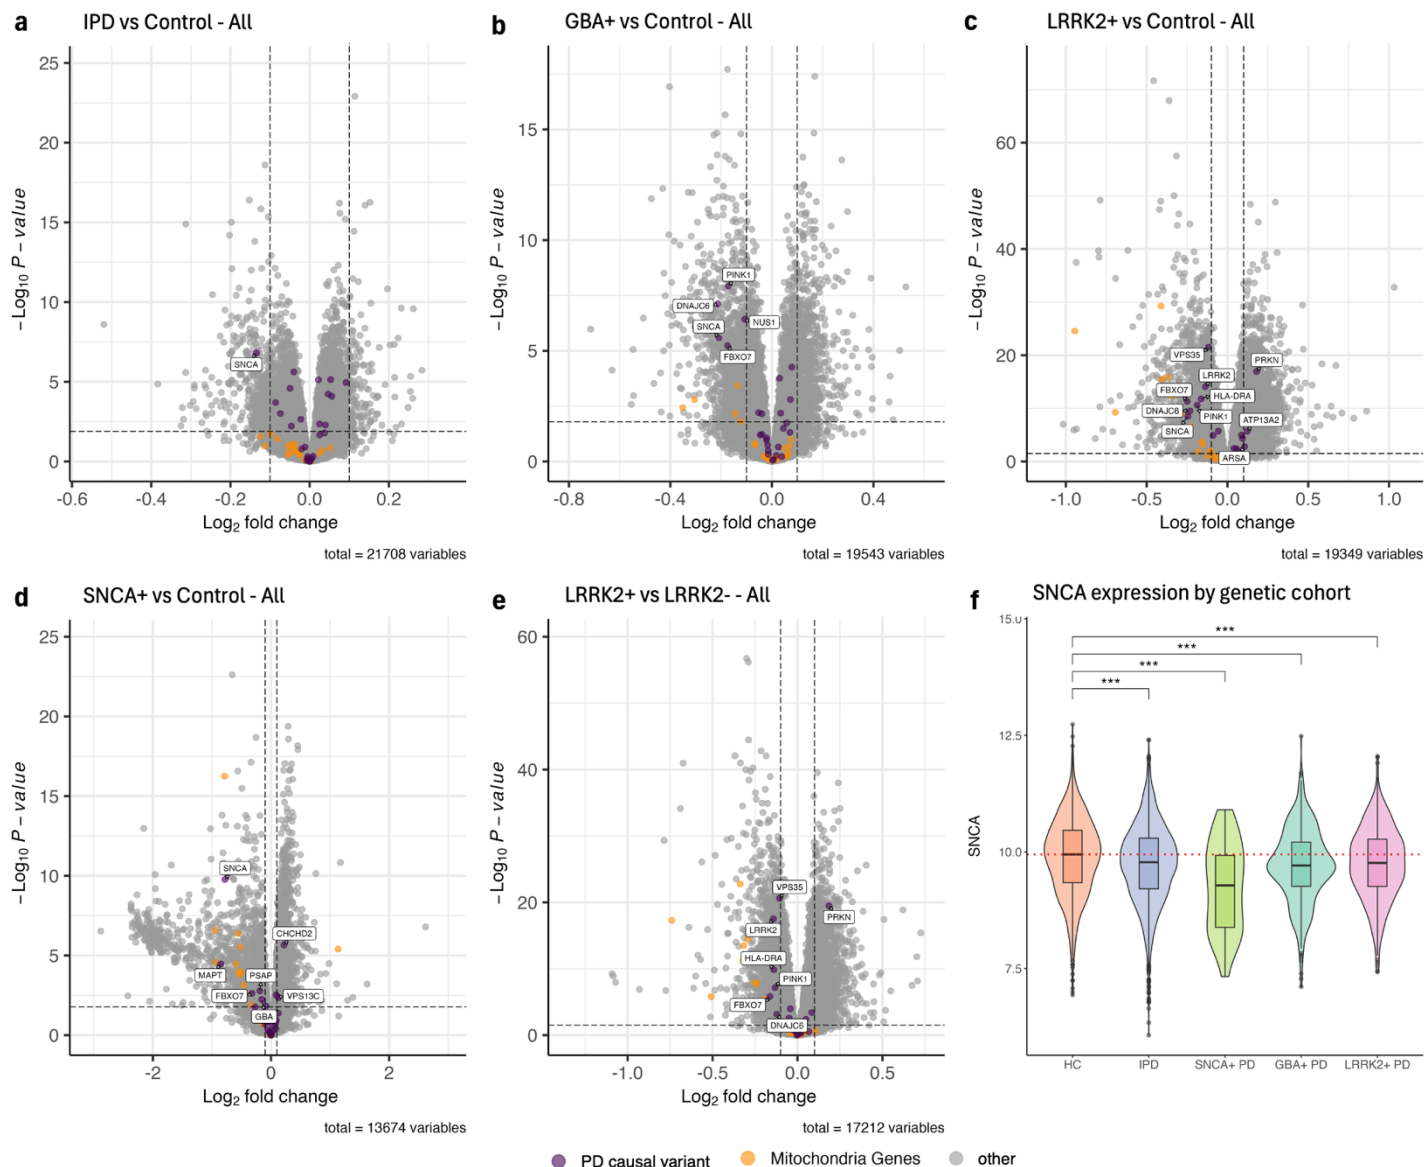 a IPD vs Control - All
25
20
15
10
5
0
-0.6 -0.4 -0.2 0.0 0.2
− Log10 P − value
Log2 fold change
SNCA
total = 21708 variables
b GBA+ vs Control - All
15
10
5
0
-0.8 -0.4 0.0 0.4
− Log10 P − value
Log2 fold change
PINK1
DNAJC6
NUS1
SNCA
FBXO7
total = 19543 variables
c LRRK2+ vs Control - All
60
40
20
0
-1.0 -0.5 0.0 0.5 1.0
− Log10 P − value
Log2 fold change
VPS35
PRKN
LRRK2
FBXO7
HLA-DRA
DNAJC6
PINK1
ATP13A2
SNCA
ARSA
total = 19349 variables
d SNCA+ vs Control - All
25
20
15
10
5
0
-2 0 2
− Log10 P − value
Log2 fold change
SNCA
CHCHD2
MAPT
PSAP
FBXO7
VPS13C
GBA
total = 13674 variables
e LRRK2+ vs LRRK2- - All
60
40
20
0
-1.0 -0.5 0.0 0.5
− Log10 P − value
Log2 fold change
VPS35
PRKN
LRRK2
HLA-DRA
PINK1
FBXO7
DNAJC6
total = 17212 variables
f SNCA expression by genetic cohort
15.0
12.5
10.0
7.5
SNCA
***
***
***
***
HC IPD SNCA+ PD GBA+ PD LRRK2+ PD
PD causal variant Mitochondria Genes other